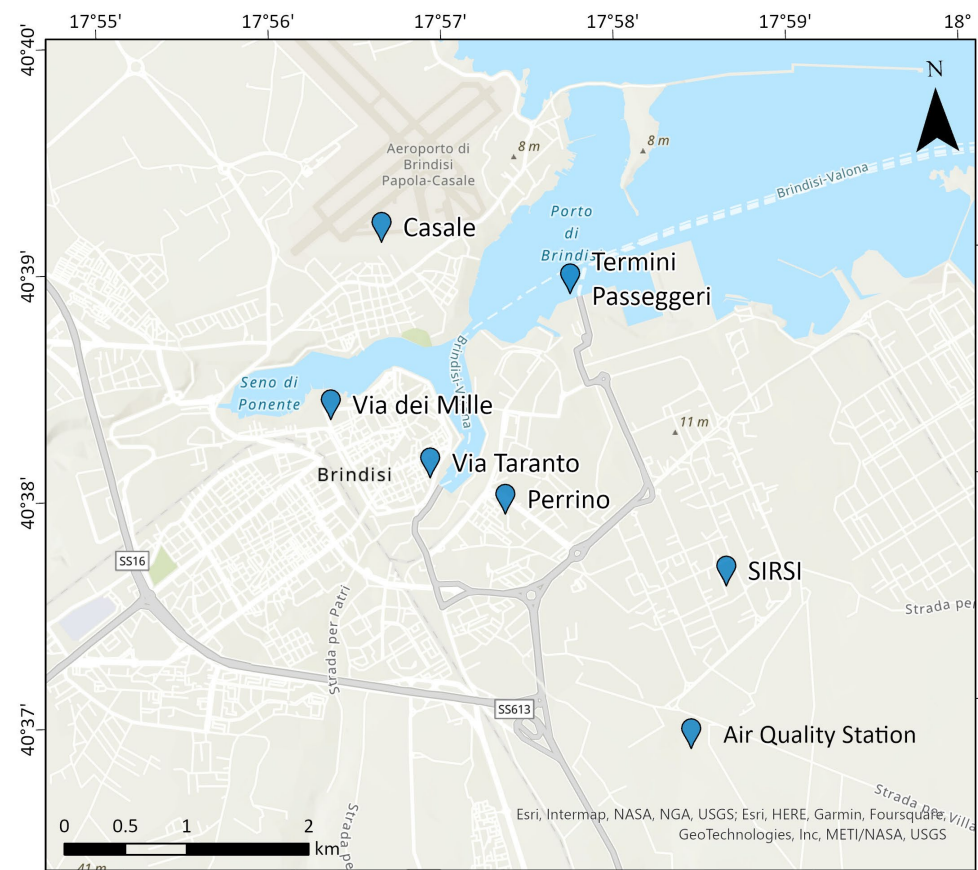 17°55' 17°56' 17°57' 17°58' 17°59' 18°
40°40'
N
8 m
8 m
Aeroporto di
Brindisi
Papola-Casale
Brindisi-Valona
Porto
di
Brindisi
Casale
Termini
Passeggeri
40°39'
Brindisi-Valona
Seno di
Ponente
Via dei Mille
11 m
Via Taranto
Brindisi
Perrino
40°38'
SS16
SIRSI
Strada per
Strada per Patri
SS613
40°37'
Air Quality Station
Strada per Villa
Strada pe
Esri, Intermap, NASA, NGA, USGS; Esri, HERE, Garmin, Foursquare,
GeoTechnologies, Inc, METI/NASA, USGS
0 0.5 1 2
km
41 m